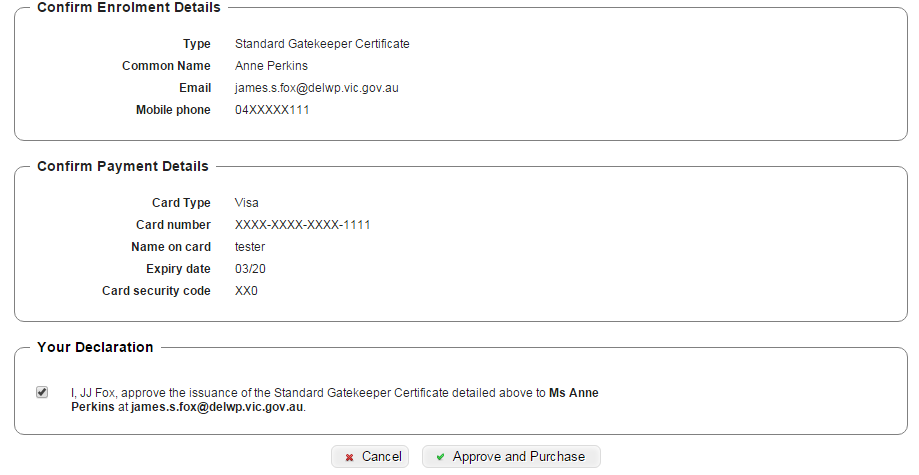 Confirm Enrolment Details
Type Standard Gatekeeper Certificate
Common Name Anne Perkins
Email james.s.fox@delwp.vic.gov.au
Mobile phone 04XXXXX111
Confirm Payment Details
Card Type Visa
Card number XXXX-XXXX-XXXX-1111
Name on card tester
Expiry date 03/20
Card security code XX0
Your Declaration
I, JJ Fox, approve the issuance of the Standard Gatekeeper Certificate detailed above to Ms Anne
Perkins at james.s.fox@delwp.vic.gov.au.
Cancel Approve and Purchase